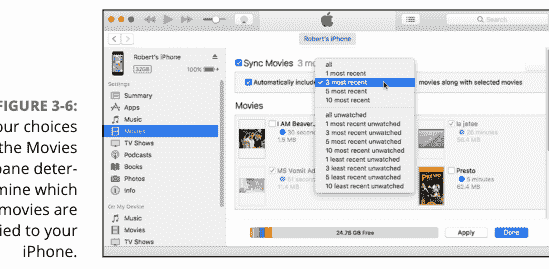 FIGURE 3-6:
our choices
the Movies
pane deter-
mine which
movies are
ied to your
iPhone.
Search
Robert's iPhone
Robert's iPhone
32GB
100%
Settings
Summary
Apps
Music
Movies
TV Shows
Podcasts
Books
Photos
Info
On My Device
Music
Movies
TV Shows
Sync Movies
Automatically include
movies along with selected movies
all
1 most recent
3 most recent
5 most recent
10 most recent
all unwatched
1 most recent unwatched
3 most recent unwatched
5 most recent unwatched
10 most recent unwatched
1 least recent unwatched
3 least recent unwatched
5 least recent unwatched
10 least recent unwatched
Movies
I AM Beaver
1.5 MB
la jatee
MS Vomit
Presto
5 minutes
60.4 MB
24.76 GB Free
Apply
Done